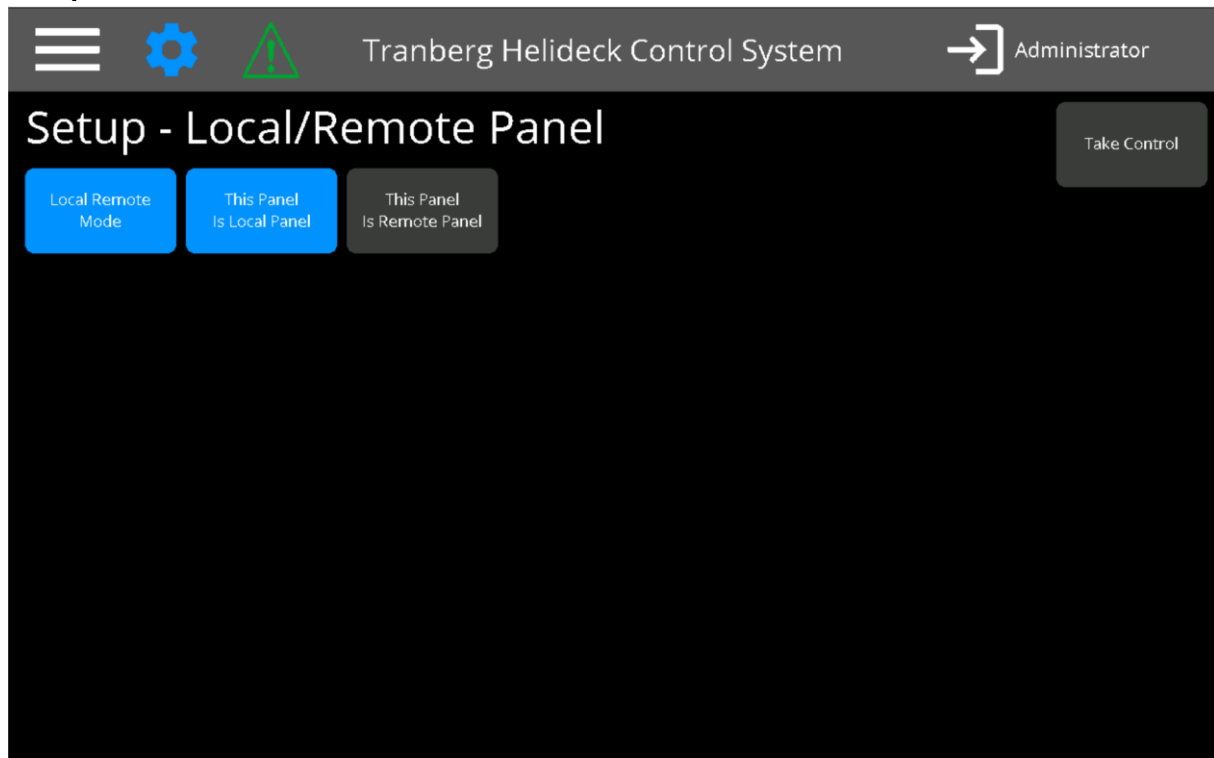 Tranberg Helideck Control System
Administrator
Setup - Local/Remote Panel
Take Control
Local Remote
Mode
This Panel
Is Local Panel
This Panel
Is Remote Panel